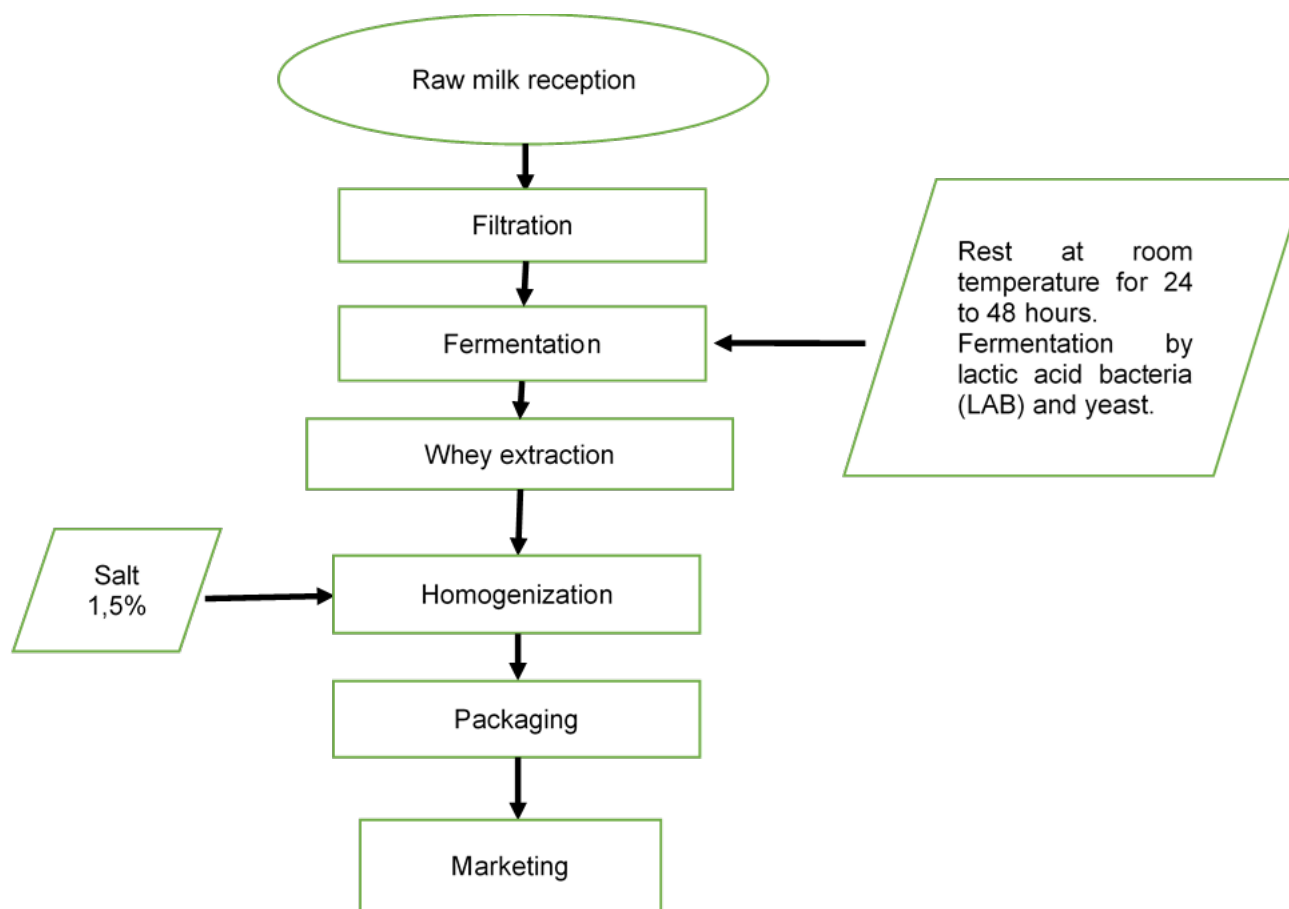 Raw milk reception
Filtration
Fermentation
Rest at room
temperature for 24
to 48 hours.
Fermentation by
lactic acid bacteria
(LAB) and yeast.
Whey extraction
Salt
1,5%
Homogenization
Packaging
Marketing